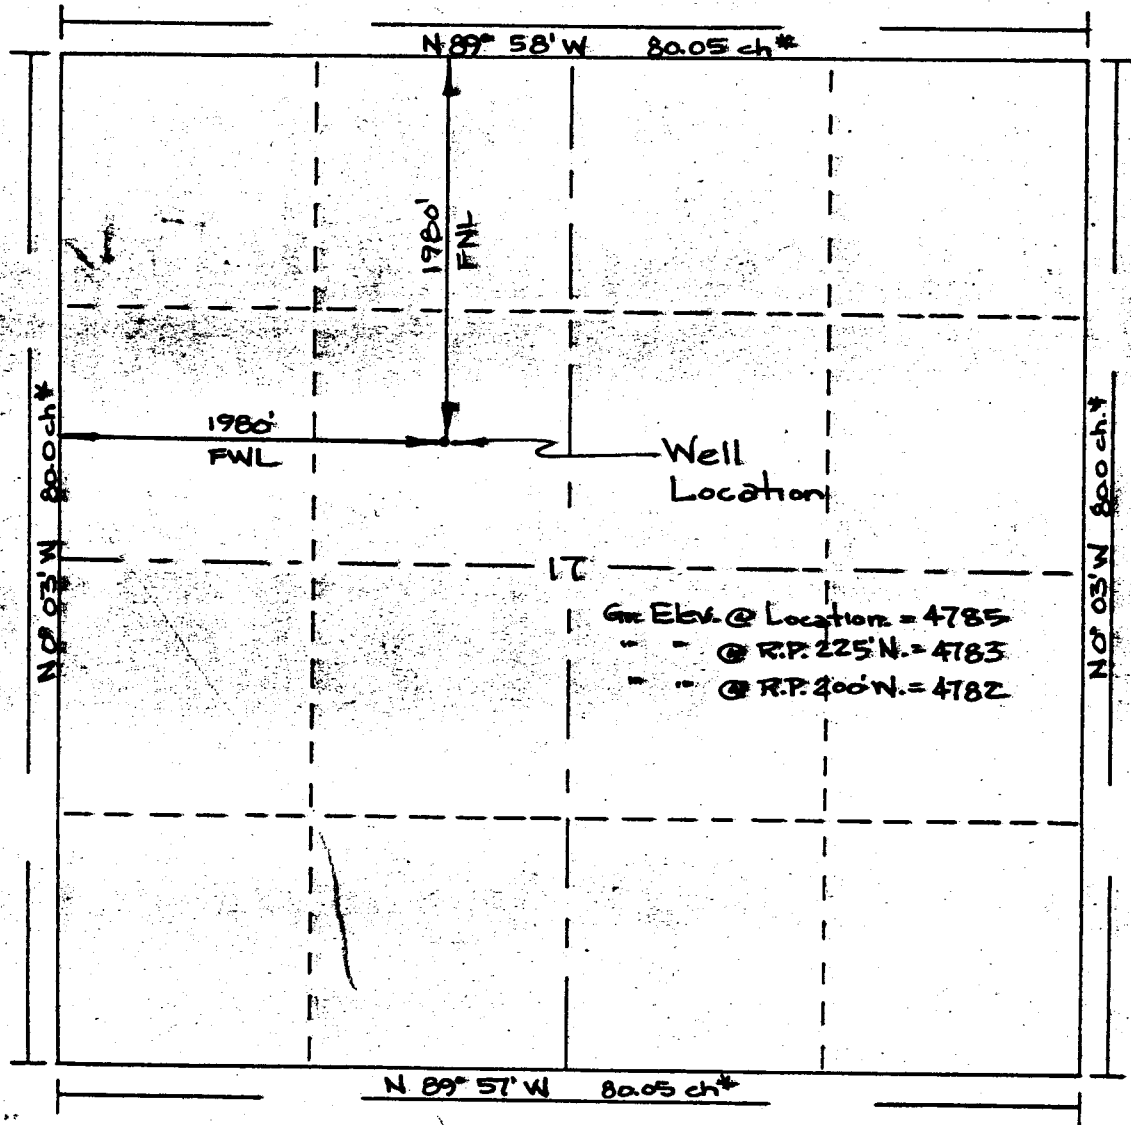 N 89° 58' W 80.05 ch*
1980'
FNL
1980'
FWL
Well
Location
N 0° 03' W 80.0 ch*
N 0° 03' W 80.0 ch.*
17
Gr. Elev. @ Location = 4785
" " @ R.P. 225' N. = 4783
" " @ R.P. 200' W. = 4782
N 89° 57' W 80.05 ch*